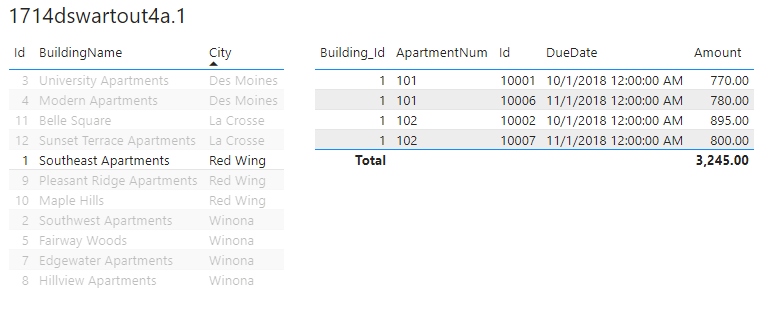 1714dswartout4a.1
Id BuildingName City
3 University Apartments Des Moines
4 Modern Apartments Des Moines
11 Belle Square La Crosse
12 Sunset Terrace Apartments La Crosse
1 Southeast Apartments Red Wing
9 Pleasant Ridge Apartments Red Wing
10 Maple Hills Red Wing
2 Southwest Apartments Winona
5 Fairway Woods Winona
7 Edgewater Apartments Winona
8 Hillview Apartments Winona
Building_Id ApartmentNum Id DueDate Amount
1 101 10001 10/1/2018 12:00:00 AM 770.00
1 101 10006 11/1/2018 12:00:00 AM 780.00
1 102 10002 10/1/2018 12:00:00 AM 895.00
1 102 10007 11/1/2018 12:00:00 AM 800.00
Total 3,245.00